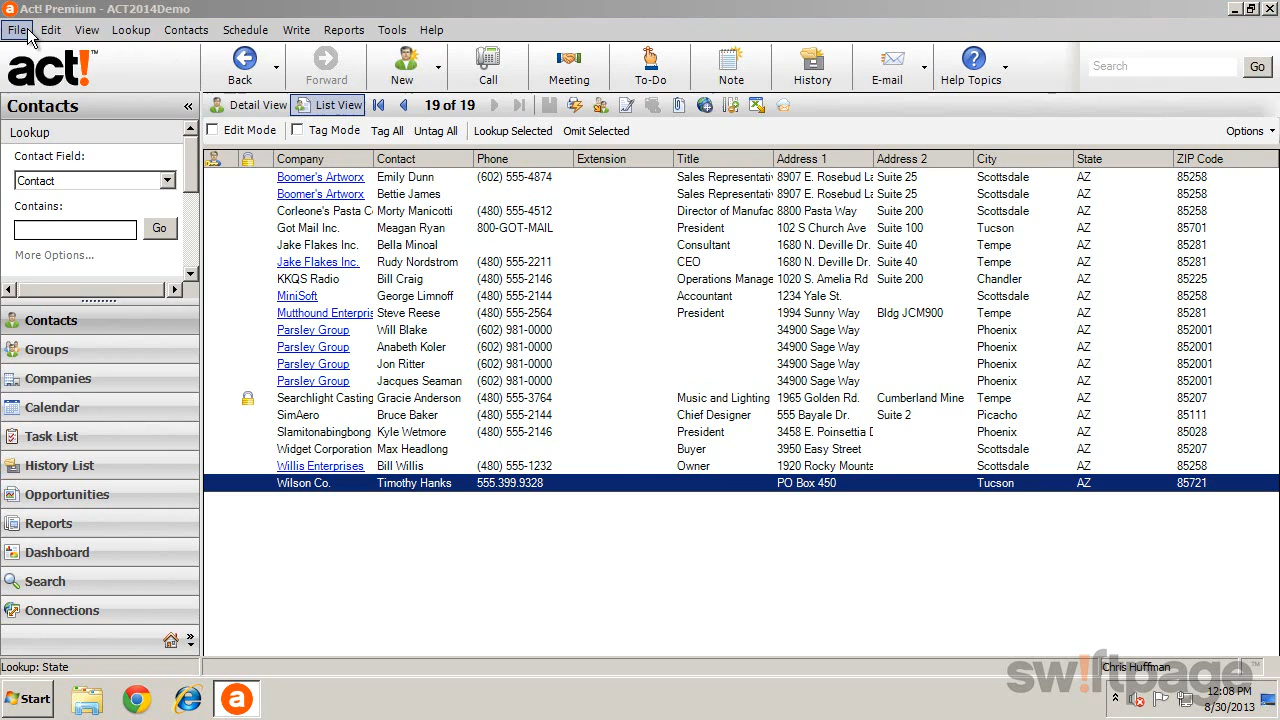 Act! Premium - ACT2014Demo
File Edit View Lookup Contacts Schedule Write Reports Tools Help
act!™ Back Forward New Call Meeting To-Do Note History E-mail Help Topics Search Go
Contacts « Detail View List View 19 of 19
Lookup Edit Mode Tag Mode Tag All Untag All Lookup Selected Omit Selected Options
Contact Field:
Contact
Contains:
Go
More Options...
Contacts
Groups
Companies
Calendar
Task List
History List
Opportunities
Reports
Dashboard
Search
Connections
Company Contact Phone Extension Title Address 1 Address 2 City State ZIP Code
Boomer's Artworx Emily Dunn (602) 555-4874 Sales Representativ 8907 E. Rosebud La Suite 25 Scottsdale AZ 85258
Boomer's Artworx Bettie James Sales Representativ 8907 E. Rosebud La Suite 25 Scottsdale AZ 85258
Corleone's Pasta C Morty Manicotti (480) 555-4512 Director of Manufac 8800 Pasta Way Suite 200 Scottsdale AZ 85258
Got Mail Inc. Meagan Ryan 800-GOT-MAIL President 102 S Church Ave Suite 100 Tucson AZ 85701
Jake Flakes Inc. Bella Minoal Consultant 1680 N. Deville Dr. Suite 40 Tempe AZ 85281
Jake Flakes Inc. Rudy Nordstrom (480) 555-2211 CEO 1680 N. Deville Dr. Suite 40 Tempe AZ 85281
KKQS Radio Bill Craig (480) 555-2146 Operations Manage 1020 S. Amelia Rd Suite 200 Chandler AZ 85225
MiniSoft George Limnoff (480) 555-2144 Accountant 1234 Yale St. Scottsdale AZ 85258
Mutthound Enterpris Steve Reese (480) 555-2564 President 1994 Sunny Way Bldg JCM900 Tempe AZ 85281
Parsley Group Will Blake (602) 981-0000 34900 Sage Way Phoenix AZ 852001
Parsley Group Anabeth Koler (602) 981-0000 34900 Sage Way Phoenix AZ 852001
Parsley Group Jon Ritter (602) 981-0000 34900 Sage Way Phoenix AZ 852001
Parsley Group Jacques Seaman (602) 981-0000 34900 Sage Way Phoenix AZ 852001
Searchlight Casting Gracie Anderson (480) 555-3764 Music and Lighting 1965 Golden Rd. Cumberland Mine Tempe AZ 85207
SimAero Bruce Baker (480) 555-2144 Chief Designer 555 Bayale Dr. Suite 2 Picacho AZ 85111
Slamitonabingbong Kyle Wetmore (480) 555-2146 President 3458 E. Poinsettia D Phoenix AZ 85028
Widget Corporation Max Headlong Buyer 3950 Easy Street Scottsdale AZ 85207
Willis Enterprises Bill Willis (480) 555-1232 Owner 1920 Rocky Mounta Scottsdale AZ 85258
Wilson Co. Timothy Hanks 555.399.9328 PO Box 450 Tucson AZ 85721
Lookup: State Chris Huffman
sw!ftpage
Start 12:08 PM
8/30/2013